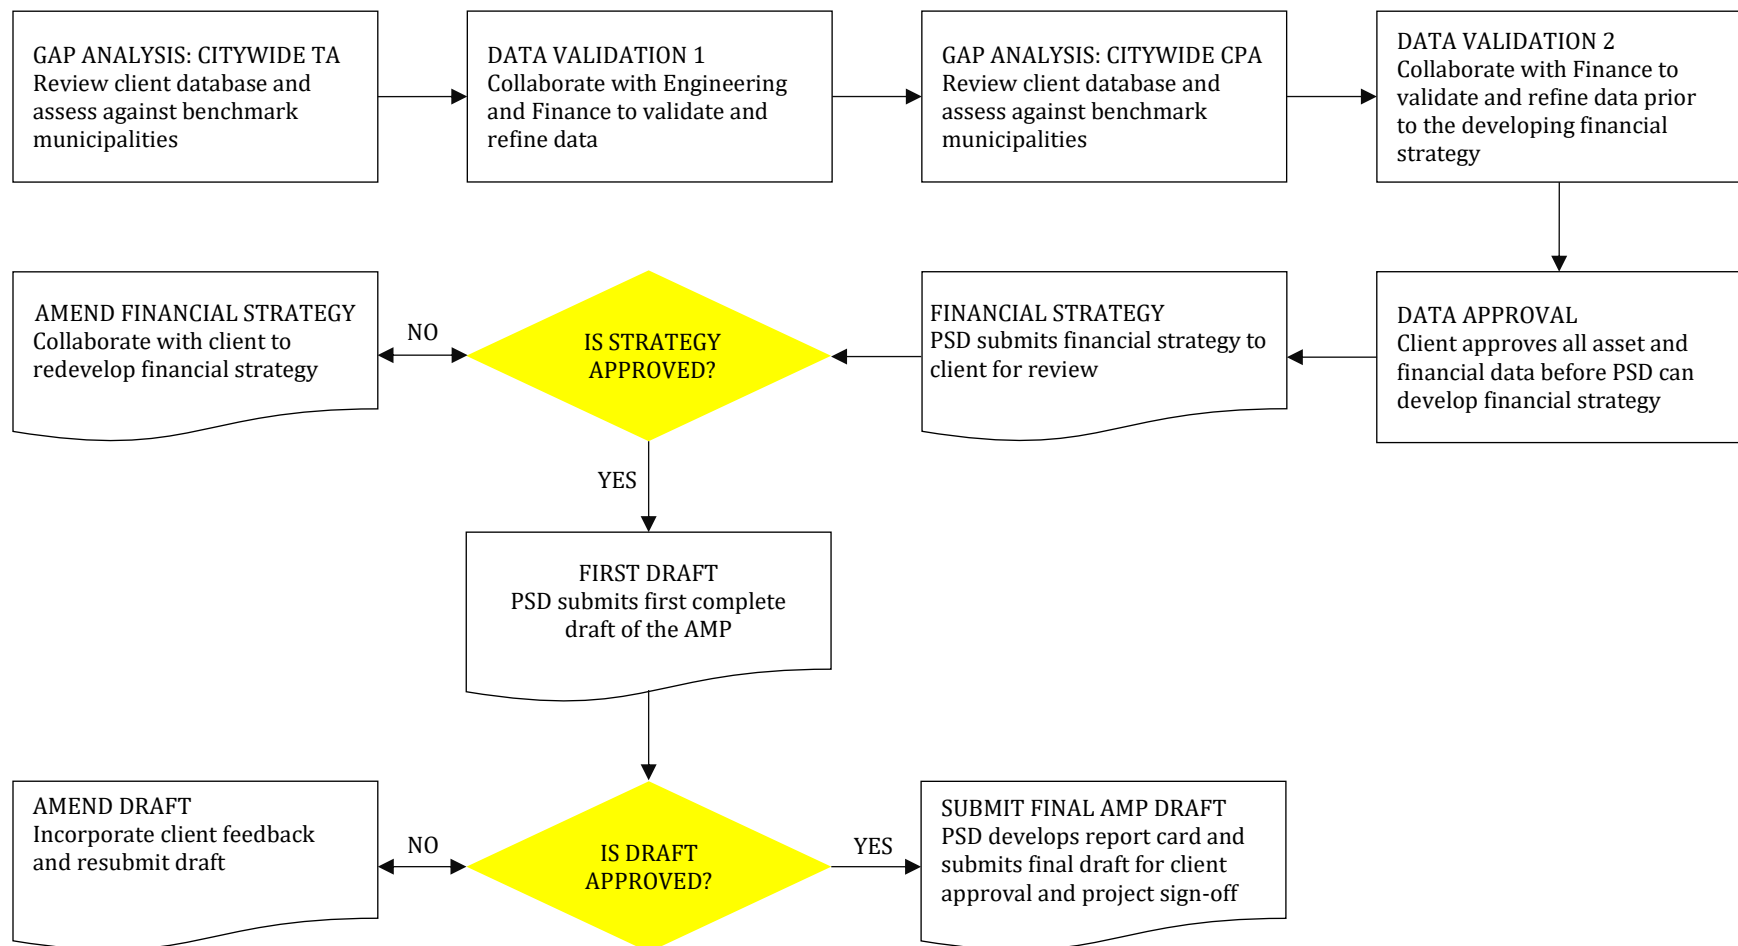 GAP ANALYSIS: CITYWIDE TA
Review client database and
assess against benchmark
municipalities
DATA VALIDATION 1
Collaborate with Engineering
and Finance to validate and
refine data
GAP ANALYSIS: CITYWIDE CPA
Review client database and
assess against benchmark
municipalities
DATA VALIDATION 2
Collaborate with Finance to
validate and refine data prior
to the developing financial
strategy
DATA APPROVAL
Client approves all asset and
financial data before PSD can
develop financial strategy
FINANCIAL STRATEGY
PSD submits financial strategy to
client for review
IS STRATEGY
APPROVED?
NO
AMEND FINANCIAL STRATEGY
Collaborate with client to
redevelop financial strategy
YES
FIRST DRAFT
PSD submits first complete
draft of the AMP
IS DRAFT
APPROVED?
NO
AMEND DRAFT
Incorporate client feedback
and resubmit draft
YES
SUBMIT FINAL AMP DRAFT
PSD develops report card and
submits final draft for client
approval and project sign-off